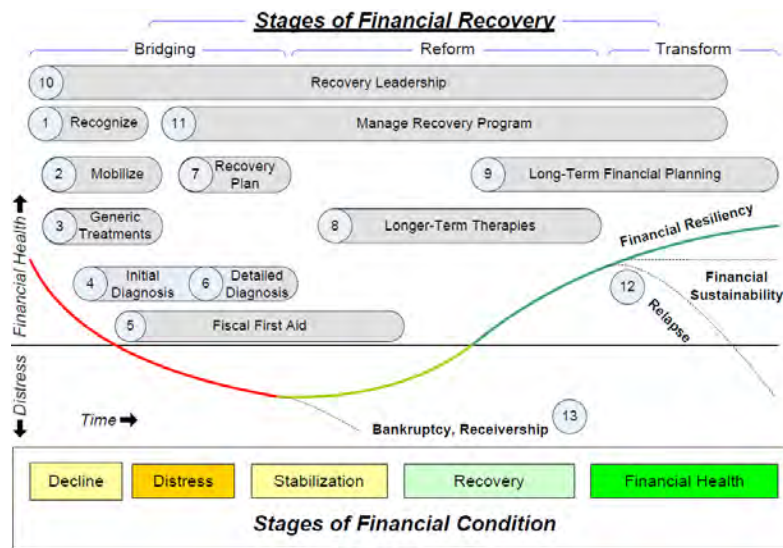 Stages of Financial Recovery
Bridging
Reform
Transform
10
Recovery Leadership
1
Recognize
11
Manage Recovery Program
2
Mobilize
7
Recovery
Plan
9
Long-Term Financial Planning
3
Generic
Treatments
8
Longer-Term Therapies
Financial Resiliency
4
Initial
Diagnosis
6
Detailed
Diagnosis
12
Relapse
Financial
Sustainability
5
Fiscal First Aid
Financial Health
Distress
Time
Bankruptcy, Receivership
13
Decline
Distress
Stabilization
Recovery
Financial Health
Stages of Financial Condition